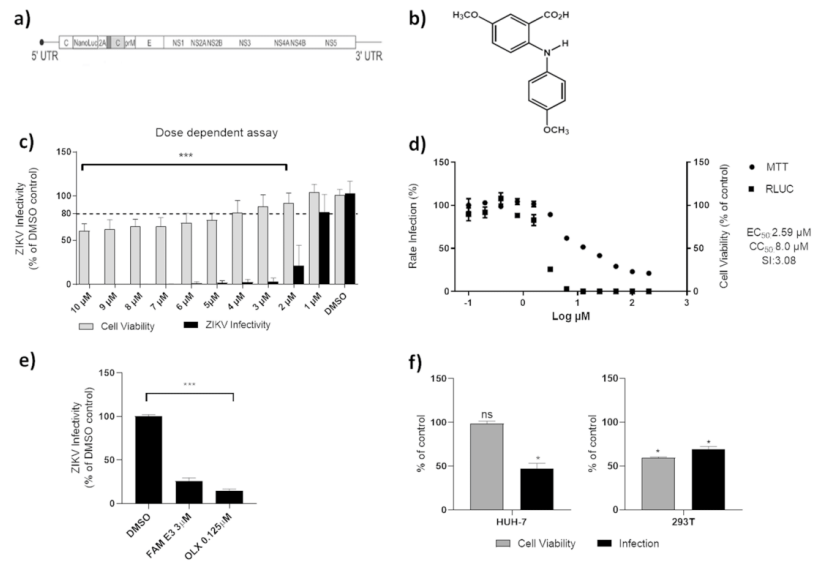 a)
C NanoLuc 2A C prM E NS1 NS2A NS2B NS3 NS4A NS4B NS5
5' UTR 3' UTR
b)
OCH₃
CO₂H
N
H
OCH₃
c)
Dose dependent assay
ZIKV Infectivity
(% of DMSO control)
150
100
80
50
***
10 µM
9 µM
8 µM
7 µM
6 µM
5µM
4 µM
3 µM
2 µM
1 µM
DMSO
Cell Viability ZIKV Infectivity
d)
Rate Infection (%)
150
100
50
0
-1 0 1 2 3
Log µM
150
100
50
0
Cell Viability (% of control)
MTT
RLUC
EC₅₀:2.59 µM
CC₅₀:8.0 µM
SI:3.08
e)
ZIKV Infectivity
(% of DMSO control)
150
100
50
0
***
DMSO
FAM E3 3µM
OLX 0.125µM
f)
% of control
150
100
50
0
ns
*
HUH-7
% of control
150
100
50
0
*
*
293T
Cell Viability Infection